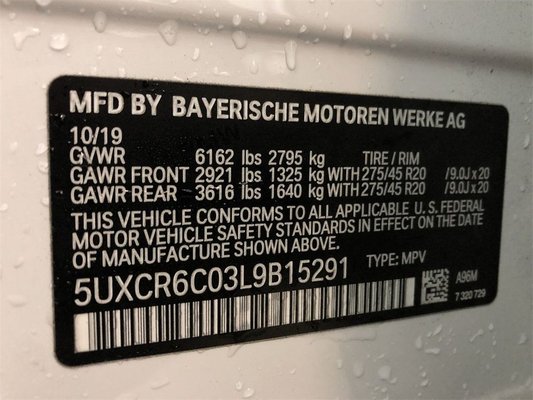 MFD BY BAYERISCHE MOTOREN WERKE AG
10/19
GVWR 6162 lbs 2795 kg TIRE / RIM
GAWR FRONT 2921 lbs 1325 kg WITH 275/45 R20 / 9.0J x 20
GAWR REAR 3616 lbs 1640 kg WITH 275/45 R20 / 9.0J x 20
THIS VEHICLE CONFORMS TO ALL APPLICABLE U. S. FEDERAL
MOTOR VEHICLE SAFETY STANDARDS IN EFFECT ON THE DATE
OF MANUFACTURE SHOWN ABOVE.
5UXCR6C03L9B15291 TYPE: MPV
A96M
7 320 729